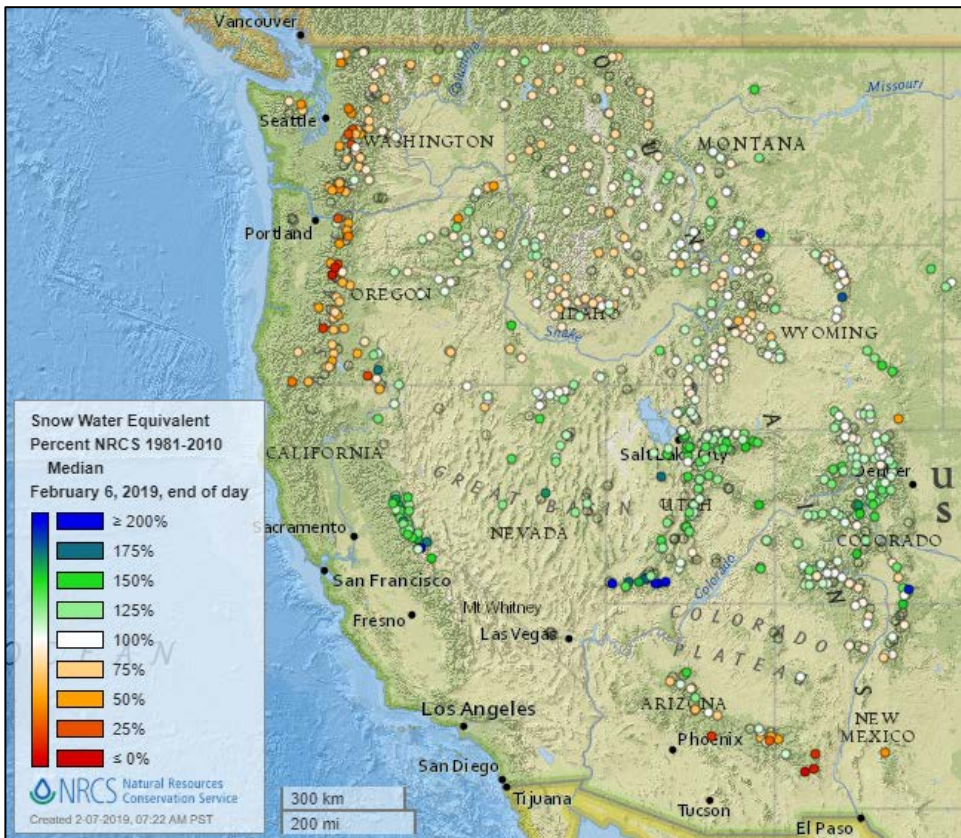 Vancouver
Columbia
O
Missouri
Seattle
WASHINGTON
U
MONTANA
Portland
N
OREGON
IDAHO
WYOMING
Snake
CALIFORNIA
Salt Lake City
A
Denver
us
GREAT BASIN
UTAH
I
Sacramento
NEVADA
COLORADO
San Francisco
Colorado
Mt Whitney
N
Fresno
Las Vegas
COLORADO
PLATEAU
OCEAN
S
Los Angeles
ARIZONA
NEW
MEXICO
Phoenix
San Diego
Tijuana
Tucson
El Paso
Snow Water Equivalent
Percent NRCS 1981-2010
Median
February 6, 2019, end of day
≥ 200%
175%
150%
125%
100%
75%
50%
25%
≤ 0%
NRCS Natural Resources
Conservation Service
Created 2-07-2019, 07:22 AM PST
300 km
200 mi